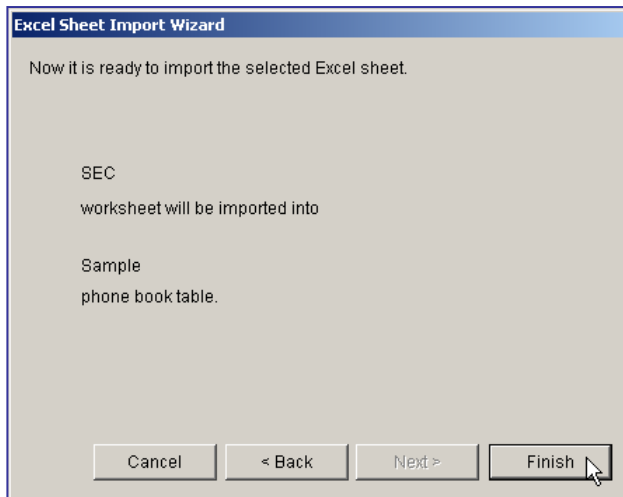 Excel Sheet Import Wizard
Now it is ready to import the selected Excel sheet.
SEC
worksheet will be imported into
Sample
phone book table.
Cancel < Back Next > Finish